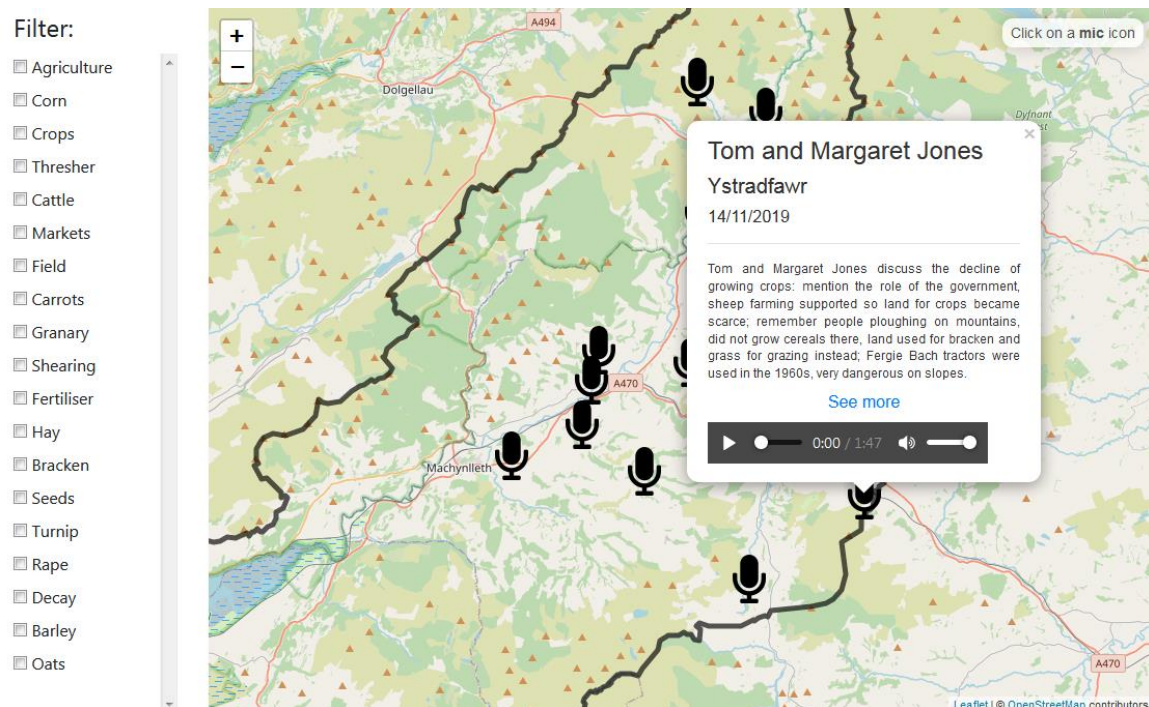 Filter:
Agriculture
Corn
Crops
Thresher
Cattle
Markets
Field
Carrots
Granary
Shearing
Fertiliser
Hay
Bracken
Seeds
Turnip
Rape
Decay
Barley
Oats
+
−
A494
Dolgellau
Click on a mic icon
Dyfnant
×
Tom and Margaret Jones
Ystradfawr
14/11/2019
Tom and Margaret Jones discuss the decline of
growing crops: mention the role of the government,
sheep farming supported so land for crops became
scarce; remember people ploughing on mountains,
did not grow cereals there, land used for bracken and
grass for grazing instead; Fergie Bach tractors were
used in the 1960s, very dangerous on slopes.
See more
0:00 / 1:47
A470
Machynlleth
A470
Leaflet | © OpenStreetMap contributors